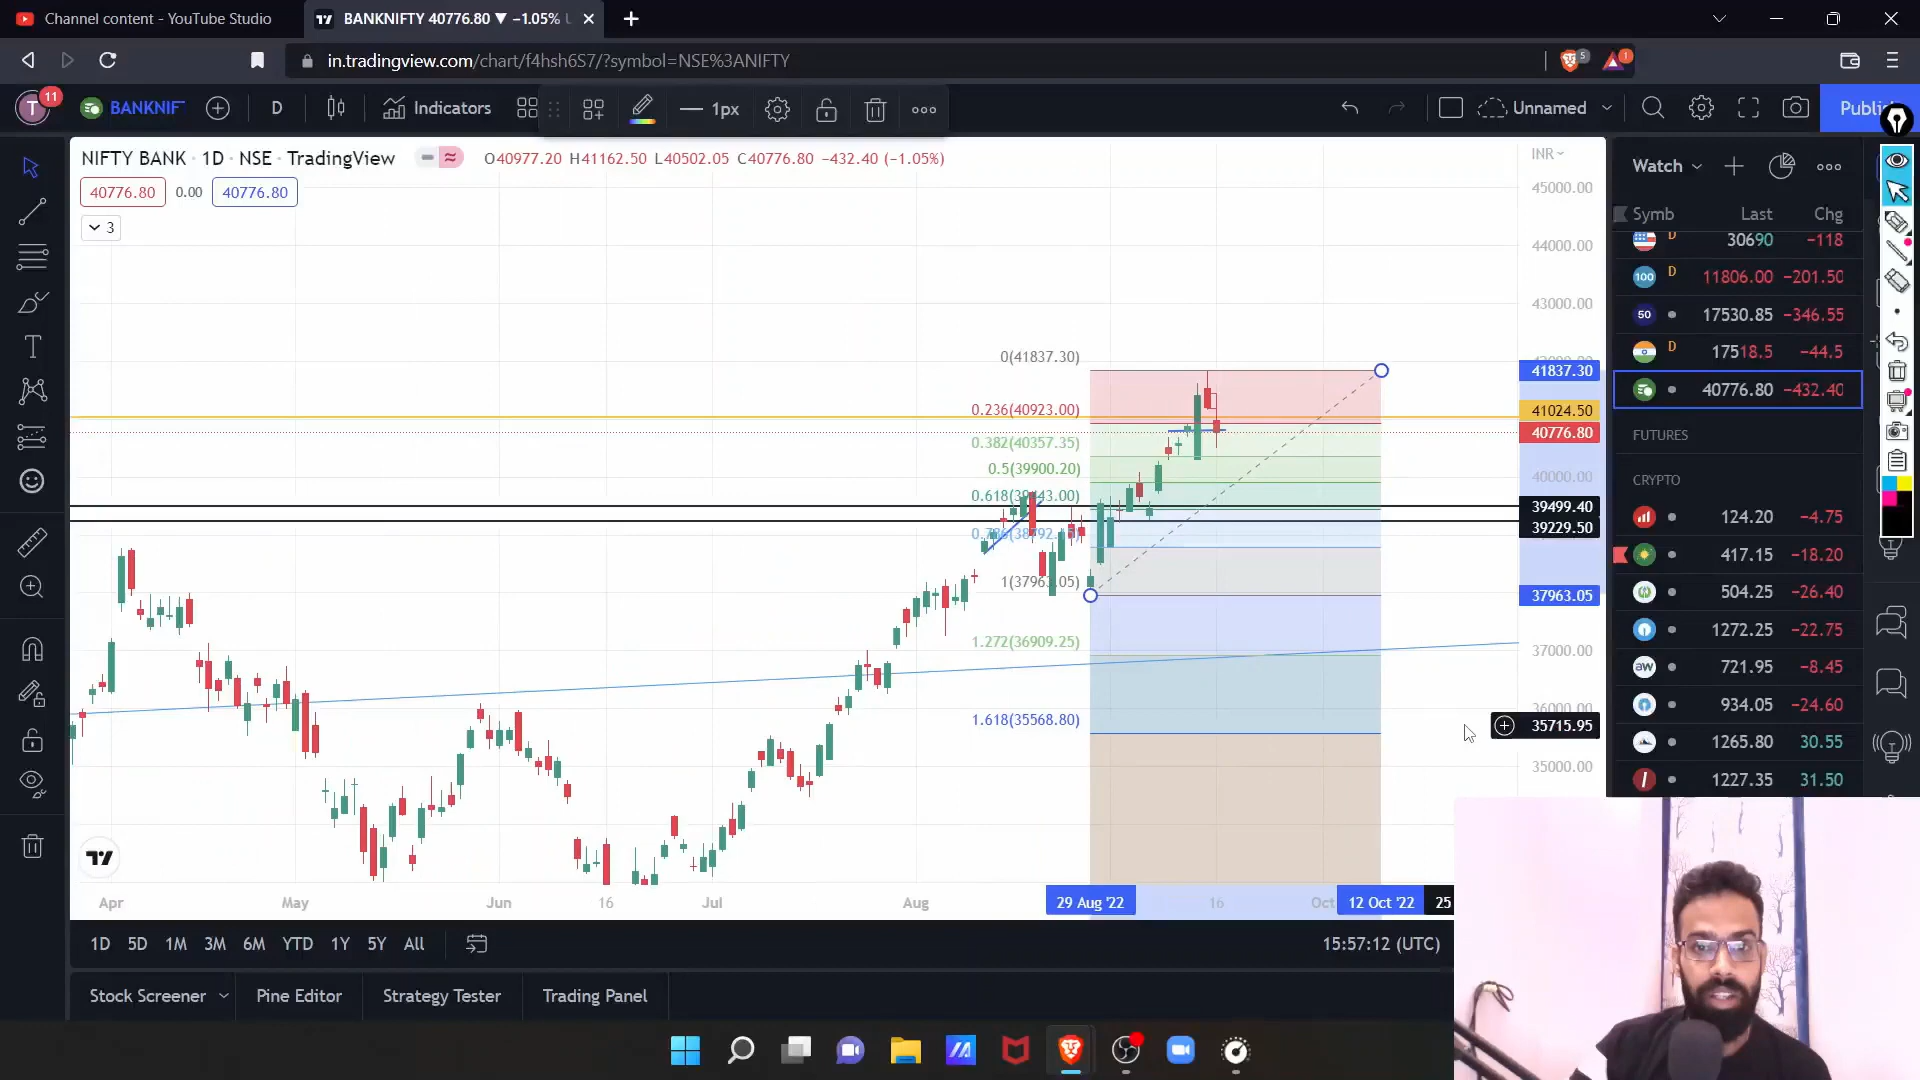 Channel content - YouTube Studio
BANKNIFTY 40776.80 ▼ −1.05%
in.tradingview.com/chart/f4hsh6S7/?symbol=NSE%3ANIFTY
5
1
T
11
BANKNIF
D
Indicators
1px
Unnamed
Publi
NIFTY BANK · 1D · NSE · TradingView
O40977.20 H41162.50 L40502.05 C40776.80 −432.40 (−1.05%)
INR
40776.80
0.00
40776.80
3
45000.00
44000.00
43000.00
41837.30
41024.50
40776.80
40000.00
39499.40
39229.50
37963.05
37000.00
36000.00
35715.95
35000.00
0(41837.30)
0.236(40923.00)
0.382(40357.35)
0.5(39900.20)
0.618(39443.00)
1(37963.05)
1.272(36909.25)
1.618(35568.80)
Watch
Symb Last Chg
D 30690 −118
100 D 11806.00 −201.50
50 17530.85 −346.55
D 17518.5 −44.5
40776.80 −432.40
FUTURES
CRYPTO
124.20 −4.75
417.15 −18.20
504.25 −26.40
1272.25 −22.75
721.95 −8.45
934.05 −24.60
1265.80 30.55
1227.35 31.50
Apr May Jun 16 Jul Aug 29 Aug '22 16 Oct 12 Oct '22 25
1D 5D 1M 3M 6M YTD 1Y 5Y All
15:57:12 (UTC)
Stock Screener Pine Editor Strategy Tester Trading Panel